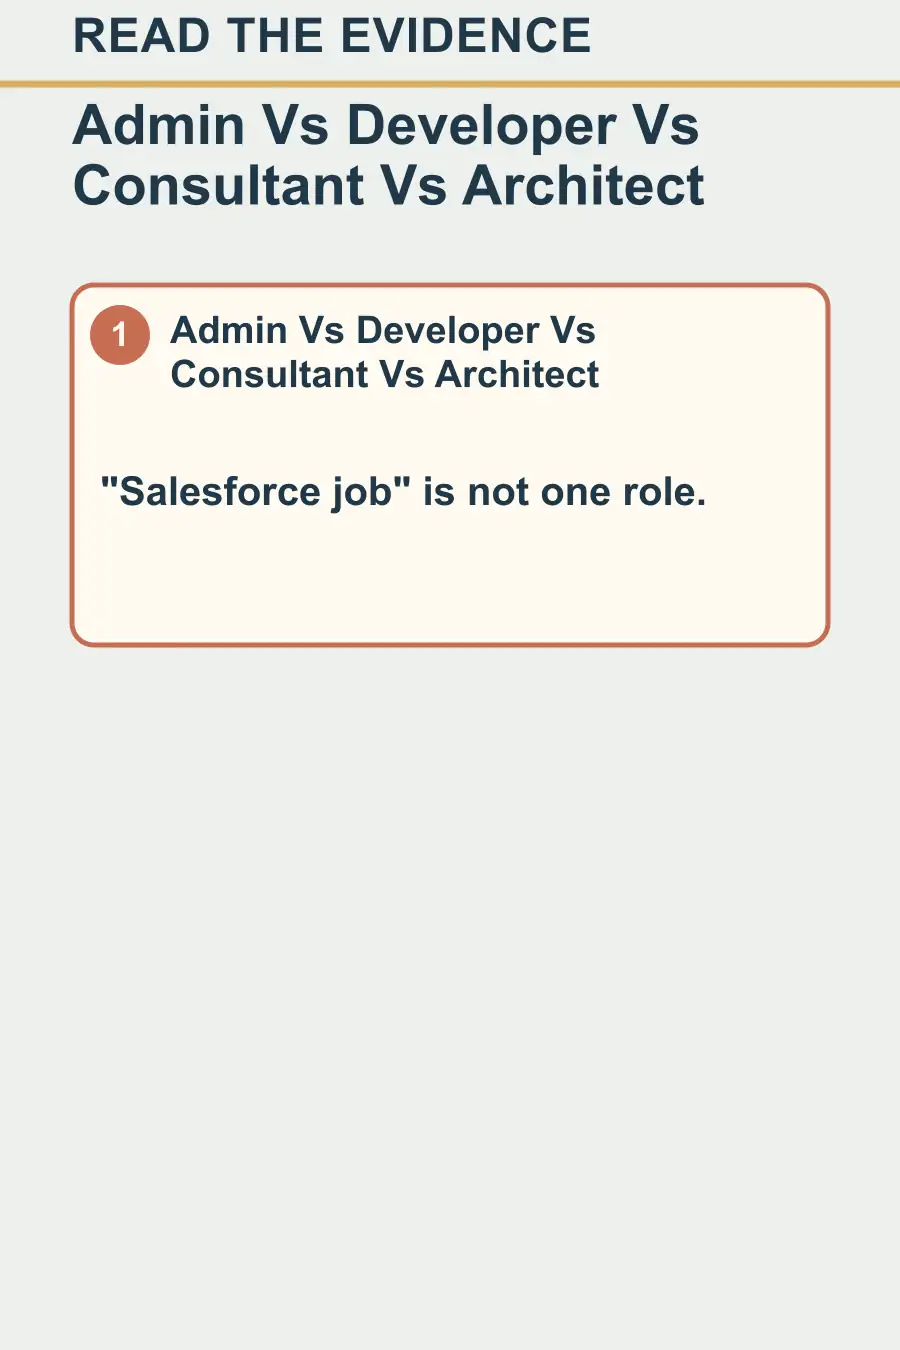 READ THE EVIDENCE
Admin Vs Developer Vs
Consultant Vs Architect
1
Admin Vs Developer Vs
Consultant Vs Architect
"Salesforce job" is not one role.